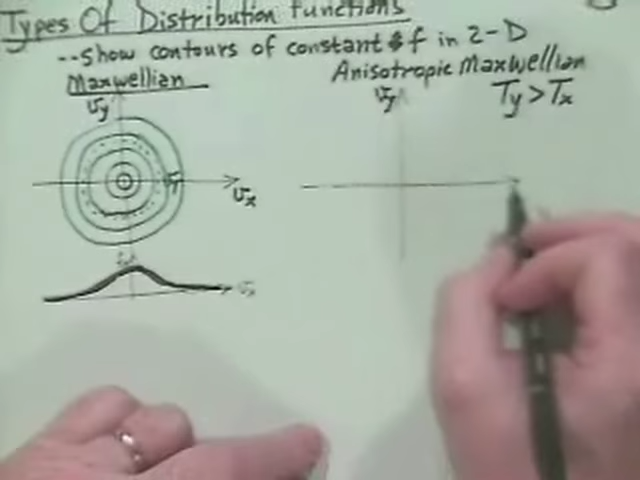 Types Of Distribution Functions
--Show contours of constant f in 2-D
Maxwellian
Anisotropic Maxwellian
Ty > Tx
vy
vy
vx